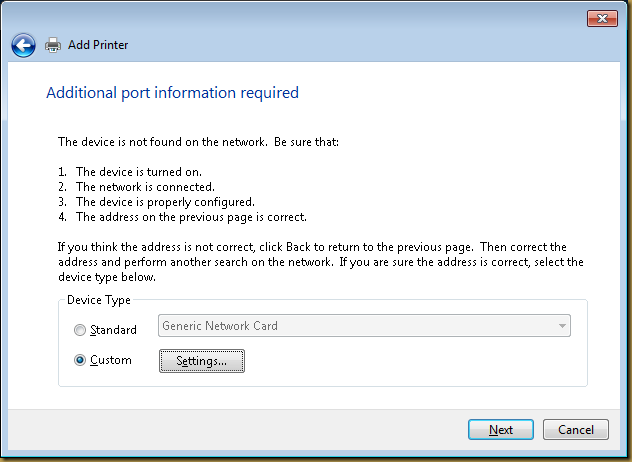 Add Printer
Additional port information required
The device is not found on the network.  Be sure that:
1.   The device is turned on.
2.   The network is connected.
3.   The device is properly configured.
4.   The address on the previous page is correct.
If you think the address is not correct, click Back to return to the previous page.  Then correct the
address and perform another search on the network.  If you are sure the address is correct, select the
device type below.
Device Type
Standard Generic Network Card
Custom Settings...
Next Cancel